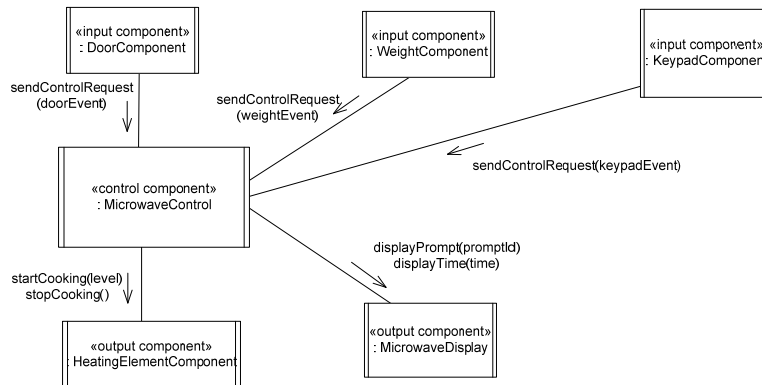 «input component»
: DoorComponent
«input component»
: WeightComponent
«input component»
: KeypadComponent
sendControlRequest
(doorEvent)
sendControlRequest
(weightEvent)
sendControlRequest(keypadEvent)
«control component»
: MicrowaveControl
displayPrompt(promptId)
displayTime(time)
startCooking(level)
stopCooking()
«output component»
: HeatingElementComponent
«output component»
: MicrowaveDisplay